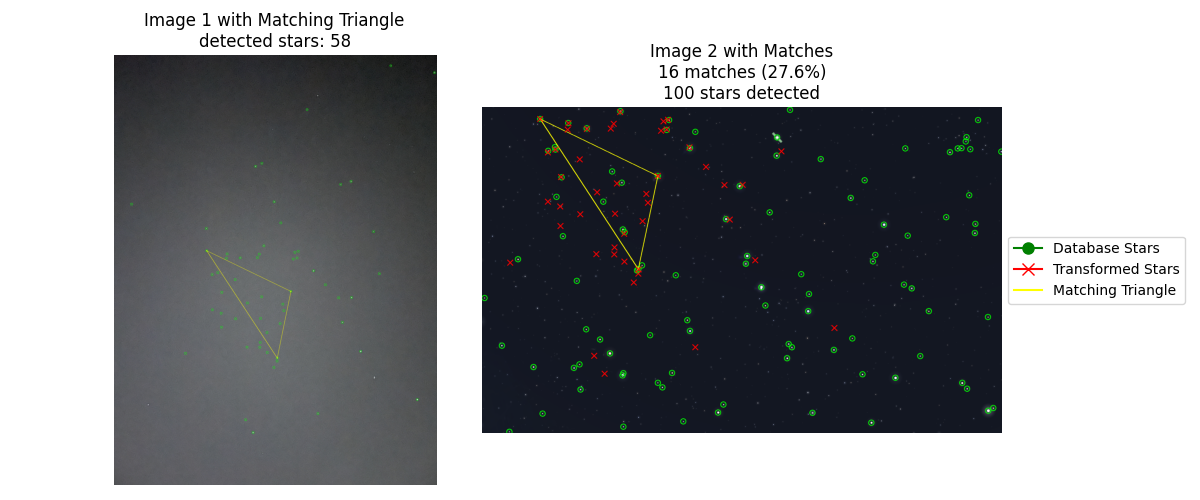 Image 1 with Matching Triangle
detected stars: 58
Image 2 with Matches
16 matches (27.6%)
100 stars detected
Database Stars
Transformed Stars
Matching Triangle